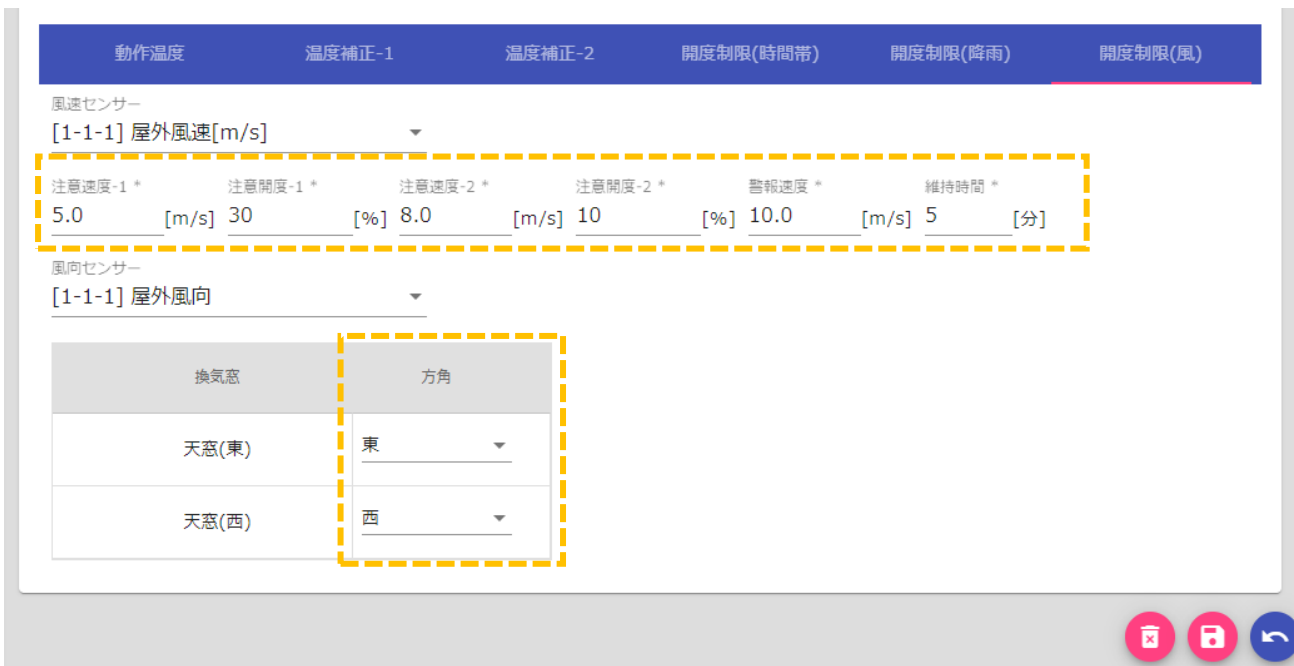 動作温度 温度補正-1 温度補正-2 開度制限(時間帯) 開度制限(降雨) 開度制限(風)
風速センサー
[1-1-1] 屋外風速[m/s]
注意速度-1 * 注意開度-1 * 注意速度-2 * 注意開度-2 * 警報速度 * 維持時間 *
5.0 [m/s] 30 [%] 8.0 [m/s] 10 [%] 10.0 [m/s] 5 [分]
風向センサー
[1-1-1] 屋外風向
換気窓 方角
天窓(東) 東
天窓(西) 西